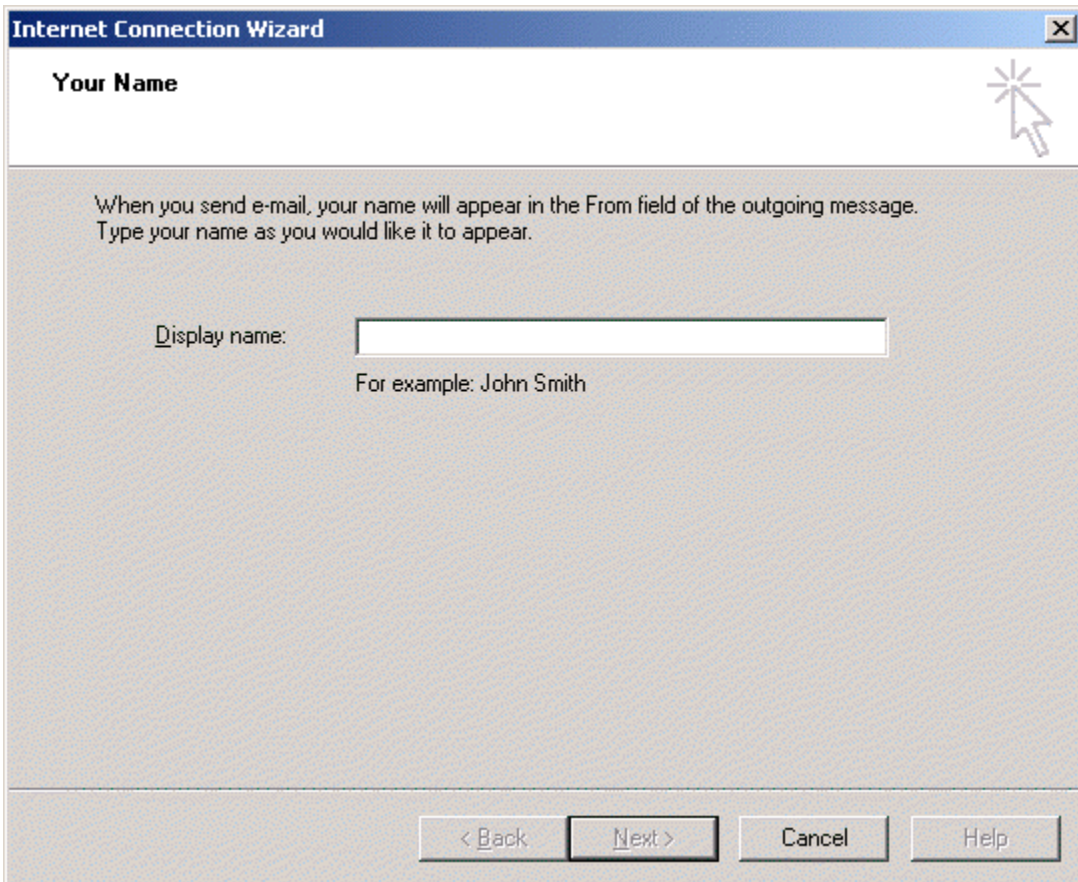 Internet Connection Wizard
Your Name
When you send e-mail, your name will appear in the From field of the outgoing message.
Type your name as you would like it to appear.
Display name:
For example: John Smith
< Back Next > Cancel Help